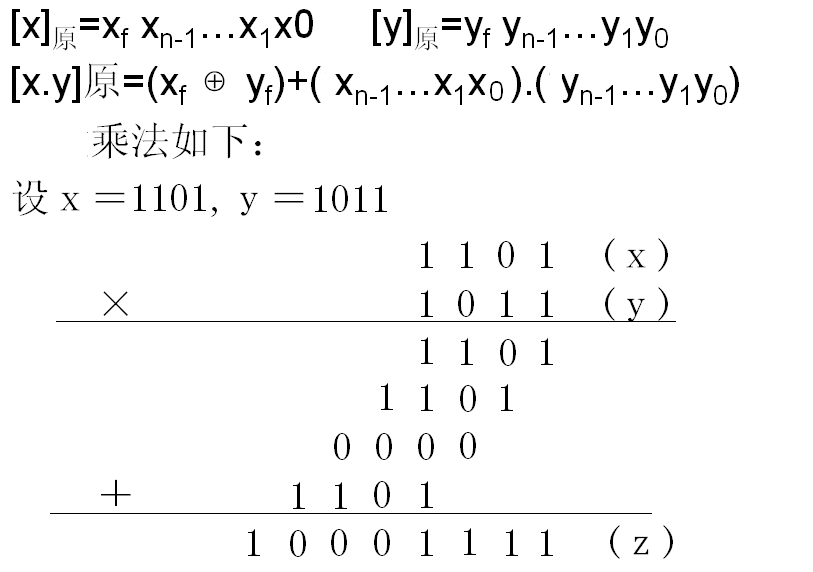 [x]原=xf xn-1…x1x0 [y]原=yf yn-1…y1y0
[x.y]原=(xf ⊕ yf)+( xn-1…x1x0 ).( yn-1…y1y0)
乘法如下：
设 x＝1101, y＝1011
1 1 0 1 (x)
× 1 0 1 1 (y)
1 1 0 1
1 1 0 1
0 0 0 0
+ 1 1 0 1
1 0 0 0 1 1 1 1 (z)